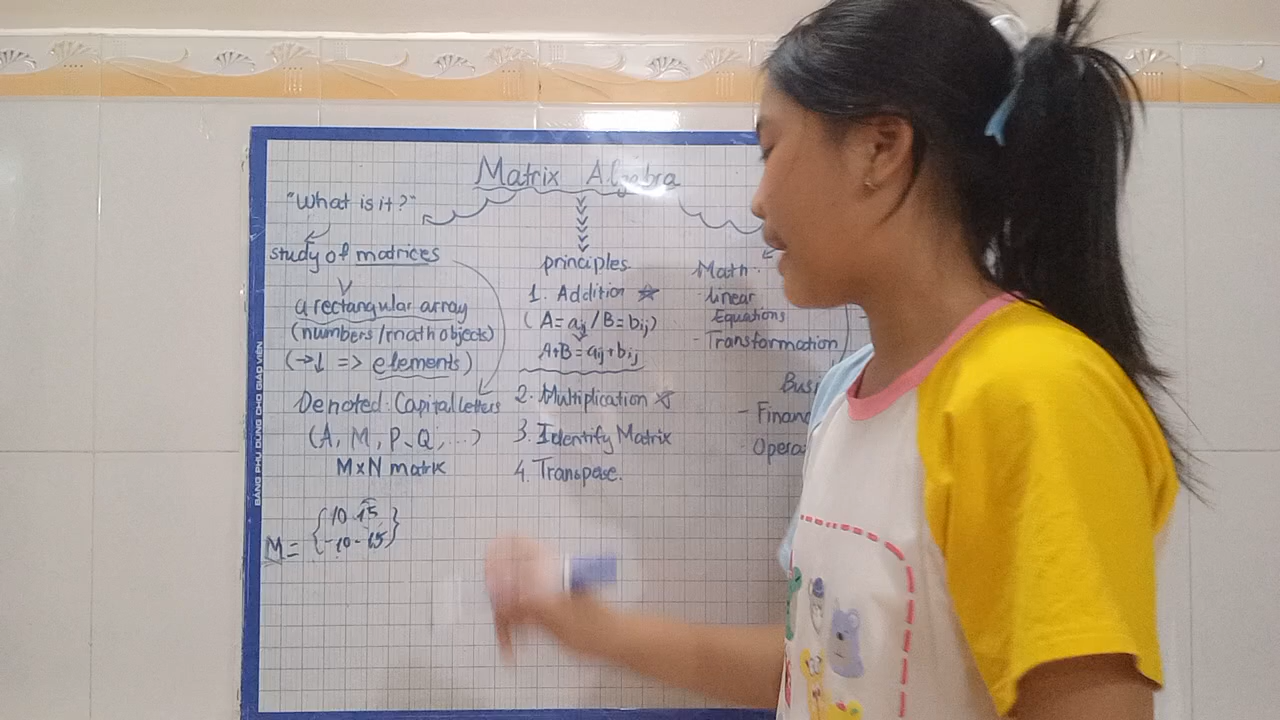 Matrix Algebra
"What is it?"
study of matrices
a rectangular array
(numbers/math objects)
(→↓ => elements)
Denoted: Capital letters
(A, M, P, Q, ...)
M×N matrix
M = { 10 15
-10 -15 }
principles
1. Addition ☆
(A = aij / B = bij)
A+B = aij + bij
2. Multiplication ☆
3. Identify Matrix
4. Transpose.
Math:
- linear
Equations
- Transformation
Busi
- Financ
- Opera
BẢNG PHỤ DÙNG CHO GIÁO VIÊN